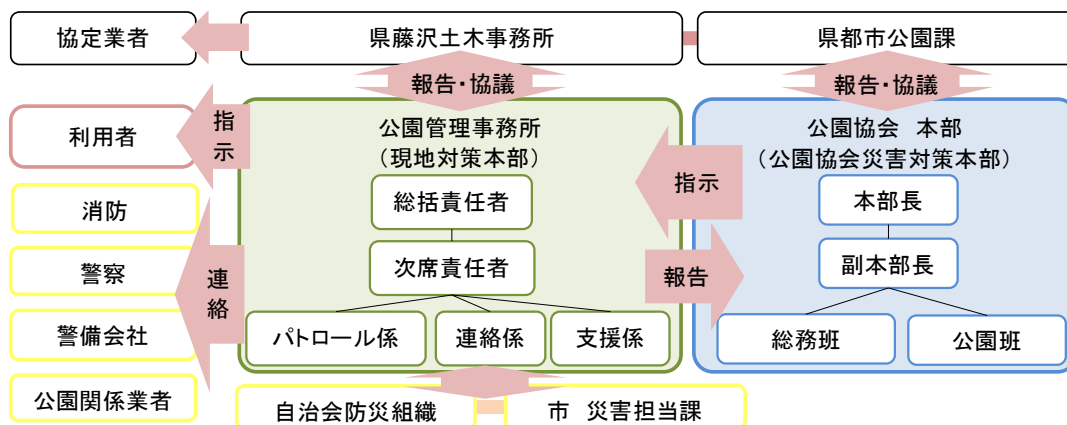 協定業者
県藤沢土木事務所
県都市公園課
報告・協議
報告・協議
利用者
指示
公園管理事務所
（現地対策本部）
公園協会 本部
（公園協会災害対策本部）
指示
総括責任者
本部長
消防
次席責任者
副本部長
警察
連絡
報告
警備会社
パトロール係
連絡係
支援係
総務班
公園班
公園関係業者
自治会防災組織
市 災害担当課